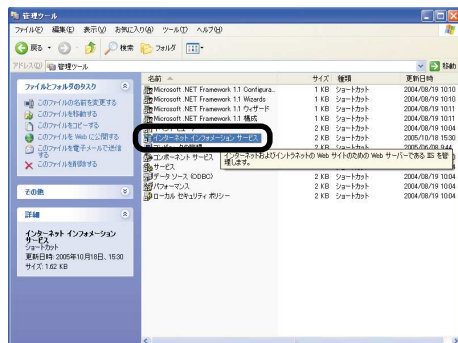 管理ツール
ファイル(F) 編集(E) 表示(V) お気に入り(A) ツール(T) ヘルプ(H)
戻る 検索 フォルダ
アドレス(D) 管理ツール 移動
ファイルとフォルダのタスク
このファイルの名前を変更する
このファイルを移動する
このファイルをコピーする
このファイルを Web に公開する
このファイルを電子メールで送信する
このファイルを削除する
その他
詳細
インターネット インフォメーション サービス
ショートカット
更新日時: 2005年10月18日、15:30
サイズ: 1.62 KB
名前 サイズ 種類 更新日時
Microsoft .NET Framework 1.1 Configura... 1 KB ショートカット 2004/08/19 10:10
Microsoft .NET Framework 1.1 Wizards 1 KB ショートカット 2004/08/19 10:10
Microsoft .NET Framework 1.1 ウィザード 1 KB ショートカット 2004/08/19 10:11
Microsoft .NET Framework 1.1 構成 1 KB ショートカット 2004/08/19 10:11
2 KB ショートカット 2004/08/19 10:04
インターネット インフォメーション サービス 2 KB ショートカット 2005/10/18 15:30
コンピュータの管理 2 KB ショートカット 2005/06/08 9:44
コンポーネント サービス
インターネットおよびイントラネットの Web サイトのための Web サーバーである IIS を管理します。
サービス
データ ソース (ODBC) 2 KB ショートカット 2004/08/19 10:04
パフォーマンス 2 KB ショートカット 2004/08/19 10:04
ローカル セキュリティ ポリシー 2 KB ショートカット 2004/08/19 10:04